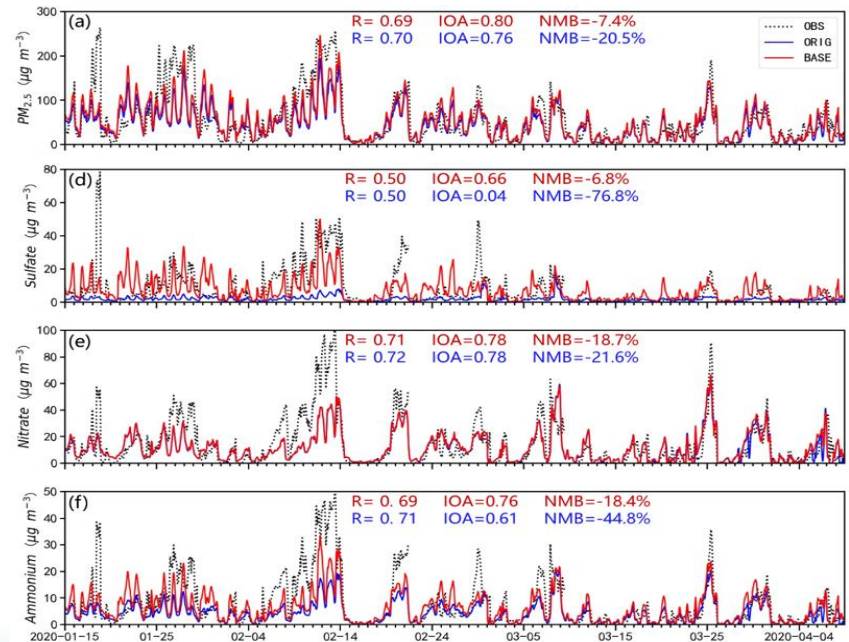 (a)
R= 0.69 IOA=0.80 NMB=-7.4%
R= 0.70 IOA=0.76 NMB=-20.5%
OBS
ORIG
BASE
PM2.5 (μg m−3)
300
200
100
0
(d)
R= 0.50 IOA=0.66 NMB=-6.8%
R= 0.50 IOA=0.04 NMB=-76.8%
Sulfate (μg m−3)
80
60
40
20
0
(e)
R= 0.71 IOA=0.78 NMB=-18.7%
R= 0.72 IOA=0.78 NMB=-21.6%
Nitrate (μg m−3)
100
80
60
40
20
0
(f)
R= 0. 69 IOA=0.76 NMB=-18.4%
R= 0. 71 IOA=0.61 NMB=-44.8%
Ammonium (μg m−3)
50
40
30
20
10
0
2020-01-15 01-25 02-04 02-14 02-24 03-05 03-15 03-25 2020-04-04